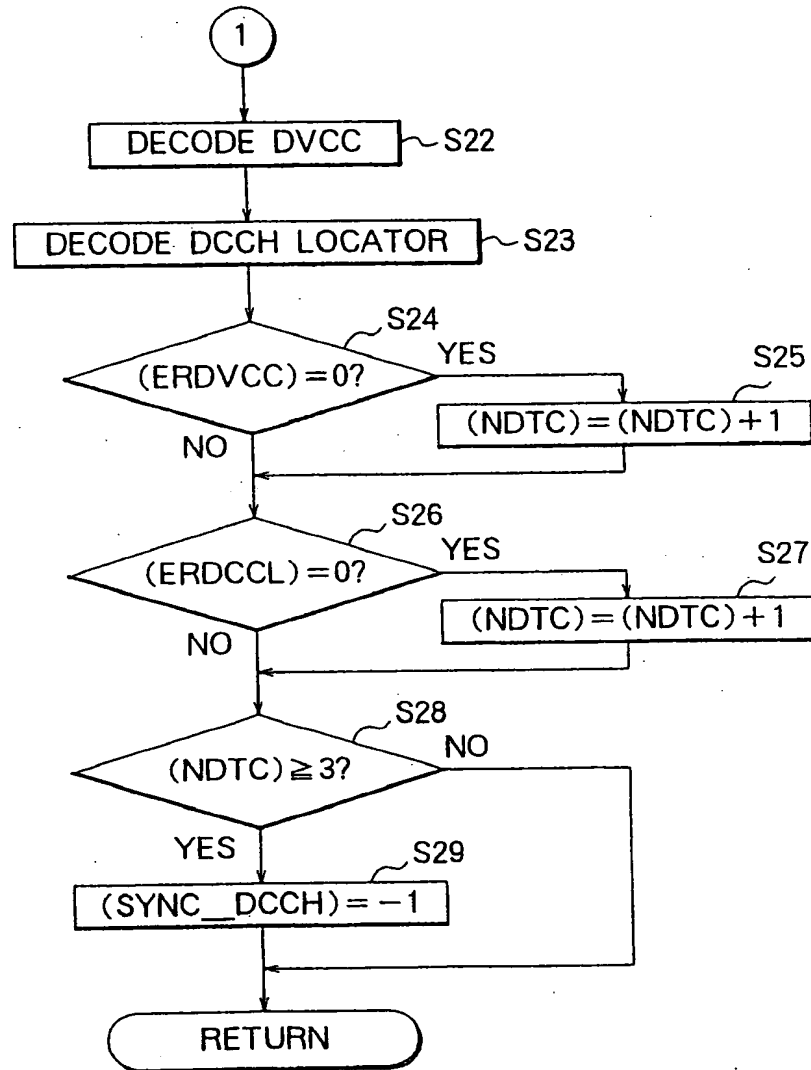 1
DECODE DVCC
S22
DECODE DCCH LOCATOR
S23
S24
(ERDVCC)=0?
YES
S25
(NDTC)=(NDTC)+1
NO
S26
(ERDCCL)=0?
YES
S27
(NDTC)=(NDTC)+1
NO
S28
(NDTC)≧3?
NO
YES
S29
(SYNC__DCCH)=-1
RETURN